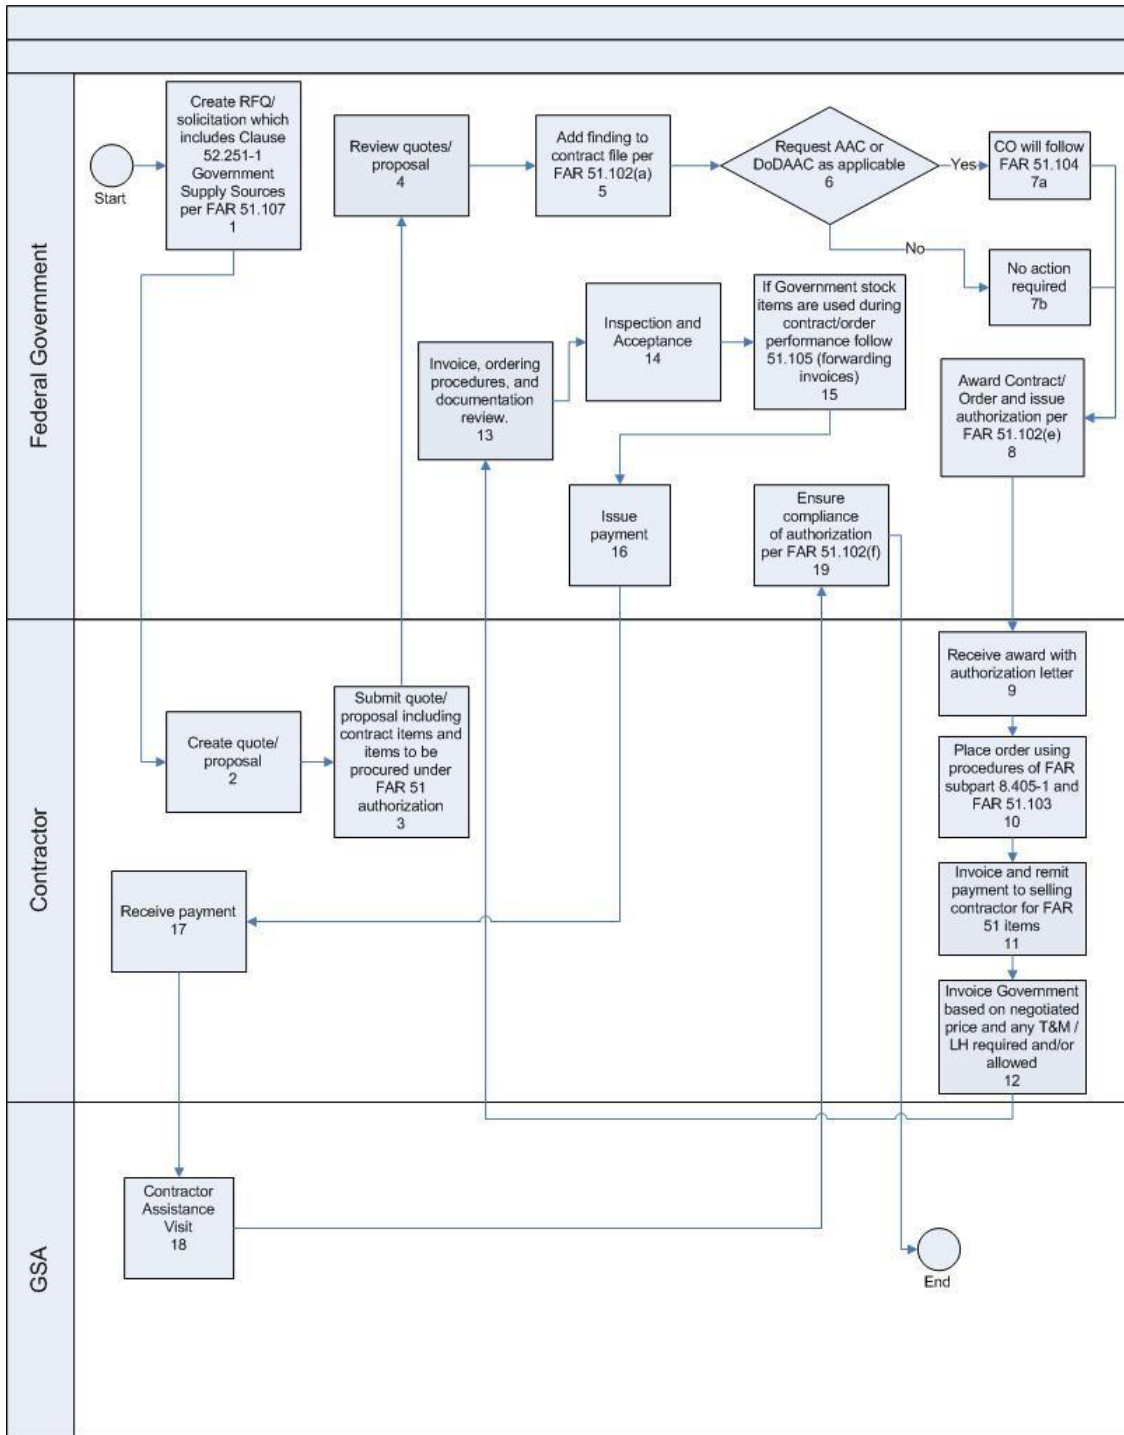 Federal Government
Start
Create RFQ/
solicitation which
includes Clause
52.251-1
Government
Supply Sources
per FAR 51.107
1
Review quotes/
proposal
4
Add finding to
contract file per
FAR 51.102(a)
5
Request AAC or
DoDAAC as applicable
6
Yes
CO will follow
FAR 51.104
7a
No
No action
required
7b
Invoice, ordering
procedures, and
documentation
review.
13
Inspection and
Acceptance
14
If Government stock
items are used during
contract/order
performance follow
51.105 (forwarding
invoices)
15
Award Contract/
Order and issue
authorization per
FAR 51.102(e)
8
Issue
payment
16
Ensure
compliance
of authorization
per FAR 51.102(f)
19
Contractor
Create quote/
proposal
2
Submit quote/
proposal including
contract items and
items to be
procured under
FAR 51
authorization
3
Receive award with
authorization letter
9
Place order using
procedures of FAR
subpart 8.405-1 and
FAR 51.103
10
Invoice and remit
payment to selling
contractor for FAR
51 items
11
Invoice Government
based on negotiated
price and any T&M /
LH required and/or
allowed
12
Receive payment
17
GSA
Contractor
Assistance
Visit
18
End